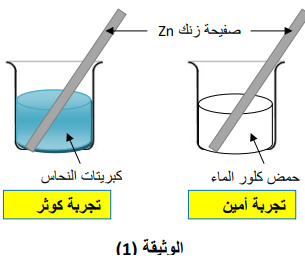 صفيحة زنك Zn
حمض كلور الماء
كبريتات النحاس
تجربة أمين
تجربة كوثر
الوثيقة (1)